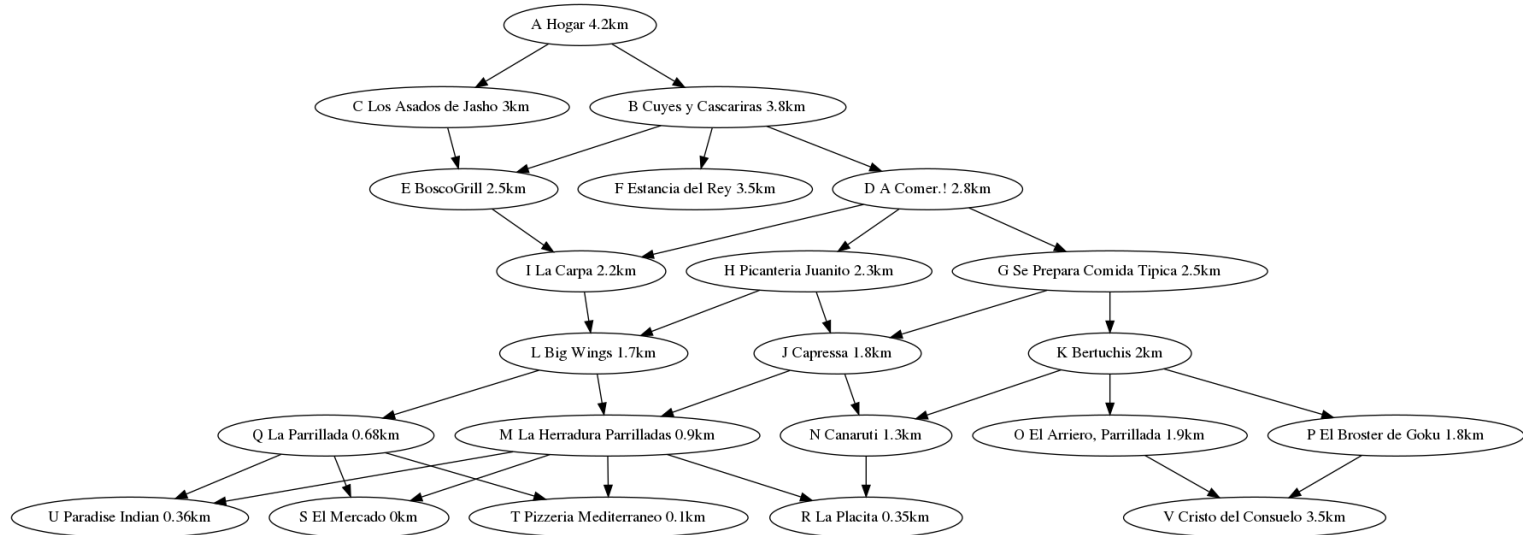 A Hogar 4.2km
C Los Asados de Jasho 3km
B Cuyes y Cascariras 3.8km
E BoscoGrill 2.5km
F Estancia del Rey 3.5km
D A Comer.! 2.8km
I La Carpa 2.2km
H Picanteria Juanito 2.3km
G Se Prepara Comida Tipica 2.5km
L Big Wings 1.7km
J Capressa 1.8km
K Bertuchis 2km
Q La Parrillada 0.68km
M La Herradura Parrilladas 0.9km
N Canaruti 1.3km
O El Arriero, Parrillada 1.9km
P El Broster de Goku 1.8km
U Paradise Indian 0.36km
S El Mercado 0km
T Pizzeria Mediterraneo 0.1km
R La Placita 0.35km
V Cristo del Consuelo 3.5km